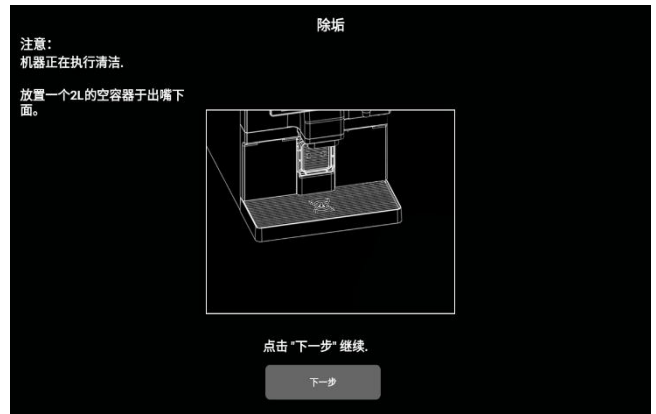 除垢
注意：
机器正在执行清洁.
放置一个2L的空容器于出嘴下
面。
点击 "下一步" 继续.
下一步